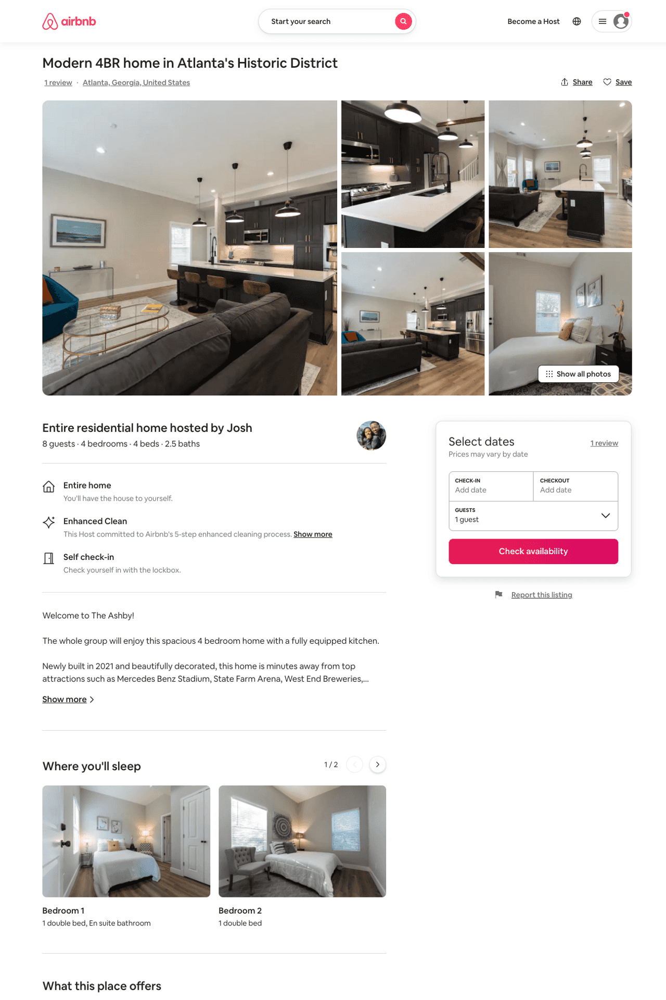 airbnb
Start your search
Become a Host
Modern 4BR home in Atlanta's Historic District
1 review · Atlanta, Georgia, United States
Share
Save
Show all photos
Entire residential home hosted by Josh
8 guests · 4 bedrooms · 4 beds · 2.5 baths
Entire home
You'll have the house to yourself.
Enhanced Clean
This Host committed to Airbnb's 5-step enhanced cleaning process. Show more
Self check-in
Check yourself in with the lockbox.
Select dates
1 review
Prices may vary by date
CHECK-IN
Add date
CHECKOUT
Add date
GUESTS
1 guest
Check availability
Report this listing
Welcome to The Ashby!
The whole group will enjoy this spacious 4 bedroom home with a fully equipped kitchen.
Newly built in 2021 and beautifully decorated, this home is minutes away from top
attractions such as Mercedes Benz Stadium, State Farm Arena, West End Breweries,...
Show more
Where you'll sleep
1 / 2
Bedroom 1
1 double bed, En suite bathroom
Bedroom 2
1 double bed
What this place offers